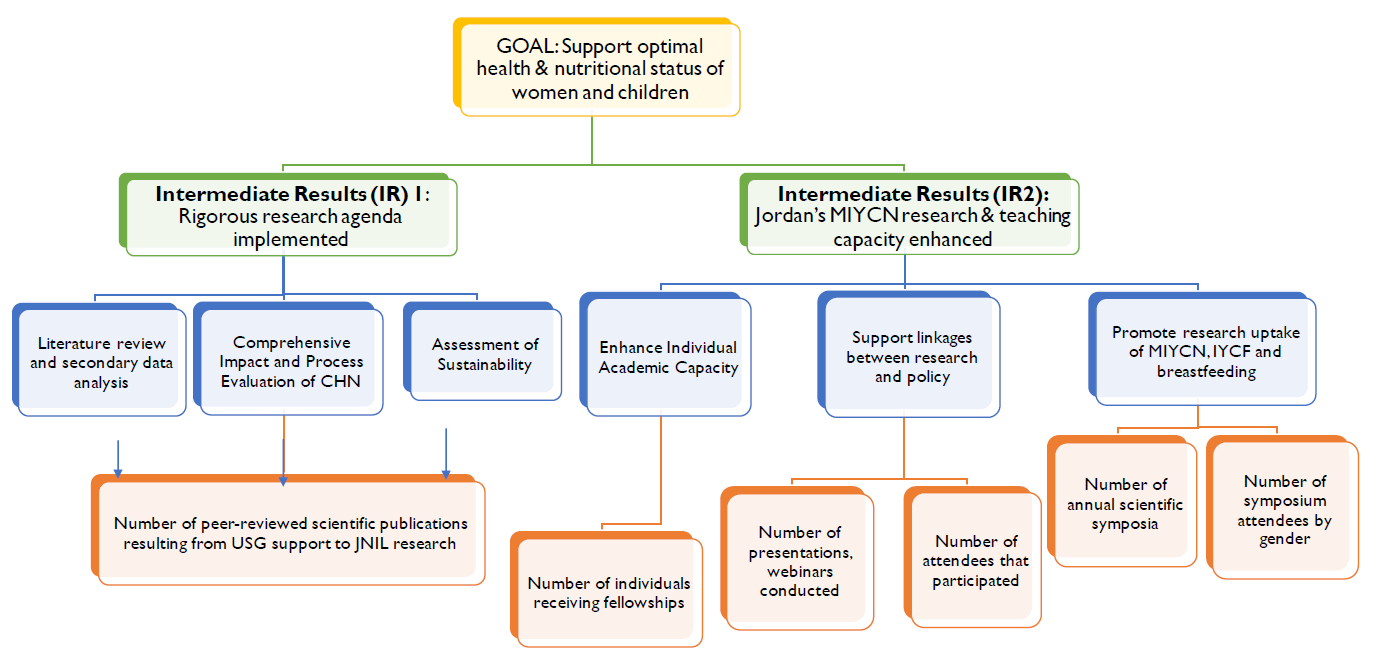 GOAL: Support optimal
health & nutritional status of
women and children
Intermediate Results (IR) 1:
Rigorous research agenda
implemented
Intermediate Results (IR2):
Jordan's MIYCN research & teaching
capacity enhanced
Literature review
and secondary data
analysis
Comprehensive
Impact and Process
Evaluation of CHN
Assessment of
Sustainability
Enhance Individual
Academic Capacity
Support linkages
between research
and policy
Promote research uptake
of MIYCN, IYCF and
breastfeeding
Number of peer-reviewed scientific publications
resulting from USG support to JNIL research
Number of individuals
receiving fellowships
Number of
presentations,
webinars
conducted
Number of
attendees that
participated
Number of
annual scientific
symposia
Number of
symposium
attendees by
gender